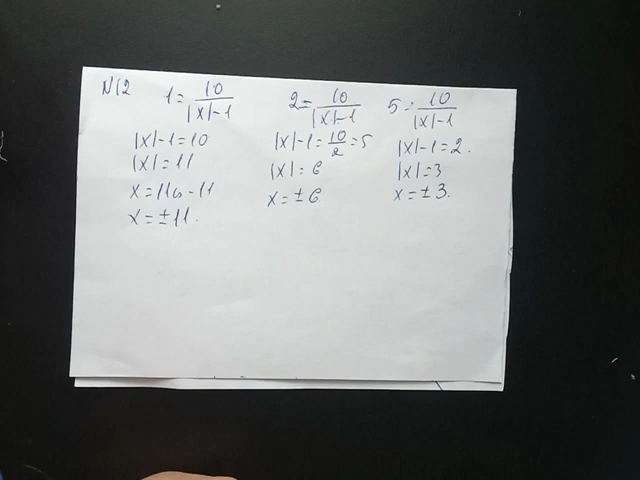 N12
1 = 10/(|x|-1)
|x|-1=10
|x|=11
x=11 -11
x=±11.
2 = 10/(|x|-1)
|x|-1=10/2=5
|x|=6
x=±6
5 = 10/(|x|-1)
|x|-1=2.
|x|=3
x=±3.